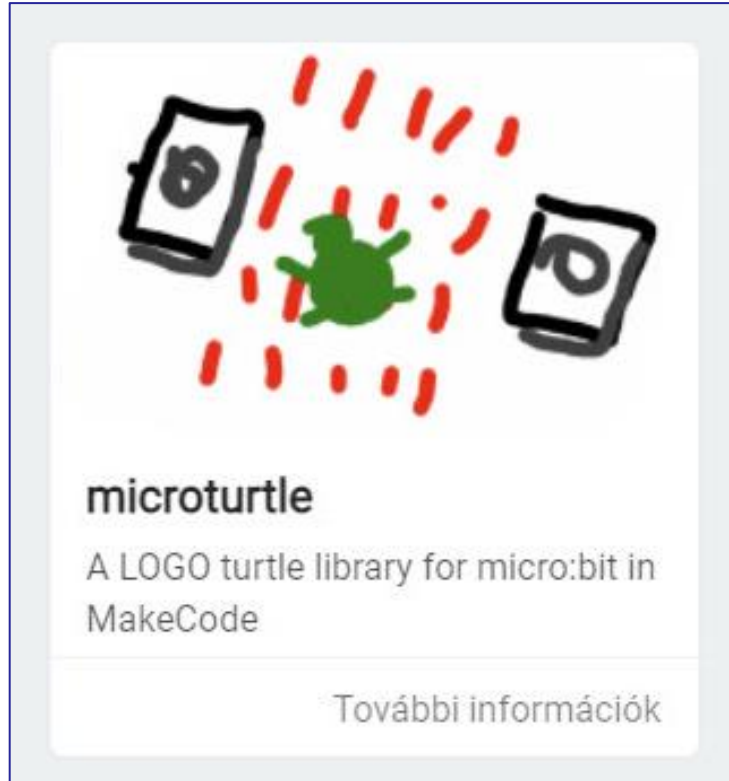 microturtle
A LOGO turtle library for micro:bit in
MakeCode
További információk